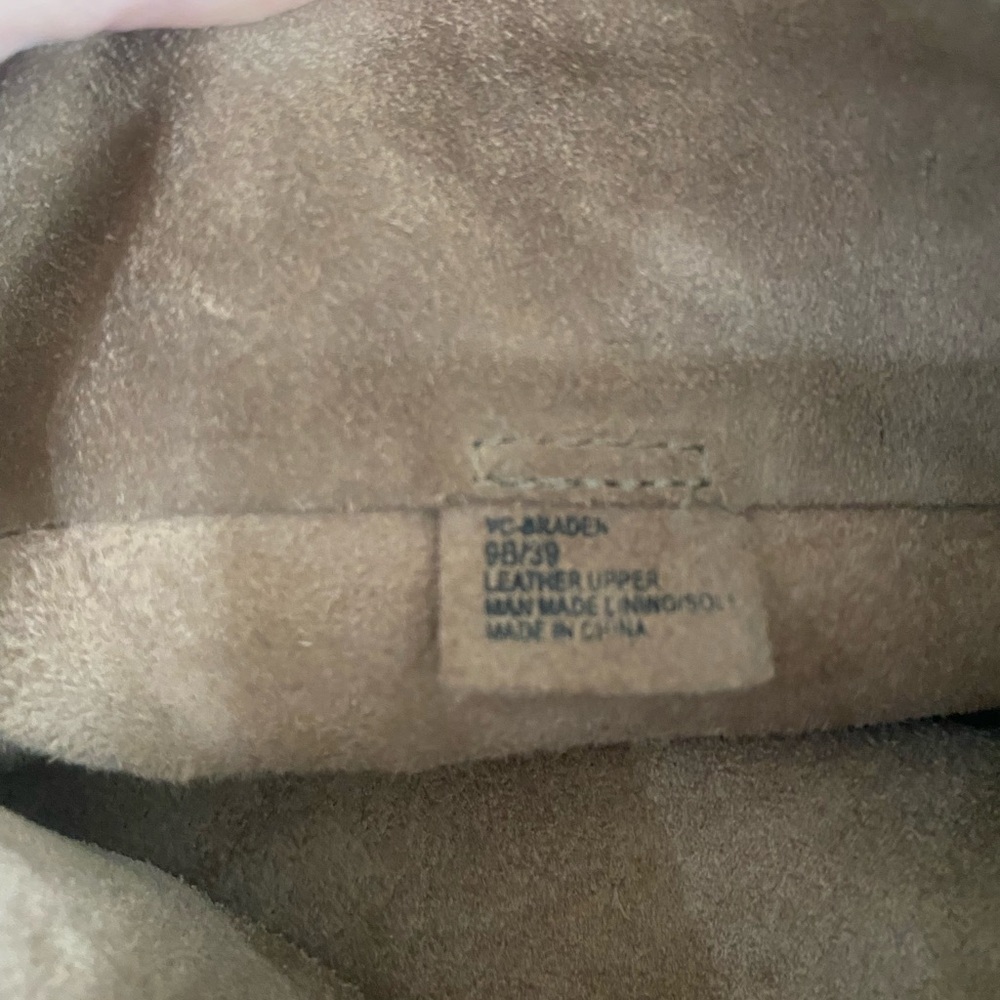 VC-BRADEN
9B/39
LEATHER UPPER
MAN MADE LINING/SOLE
MADE IN CHINA